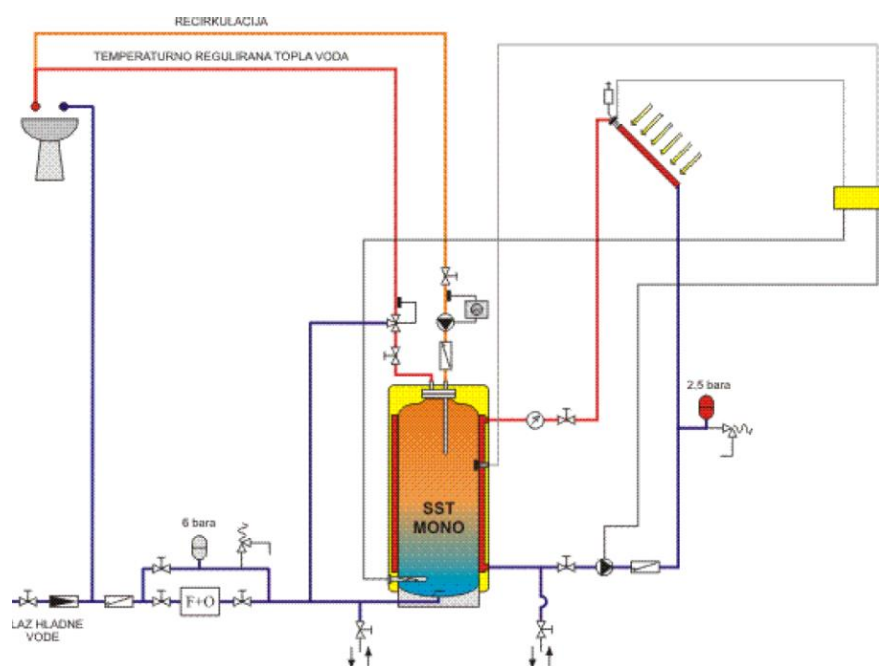 RECIRKULACIJA
TEMPERATURNO REGULIRANA TOPLA VODA
2,5 bara
SST
MONO
6 bara
F+O
LAZ HLADNE
VODE